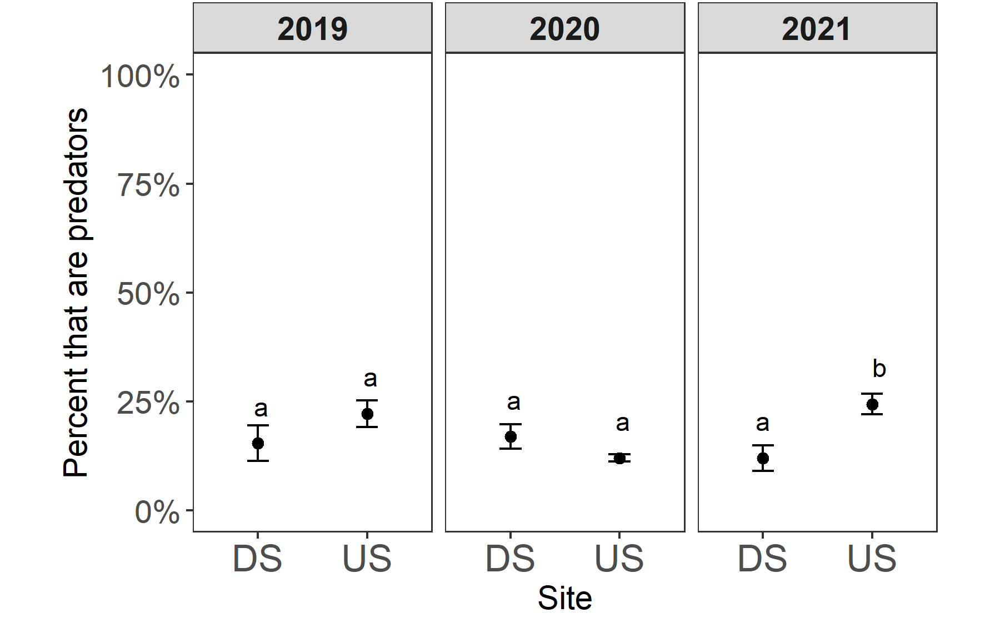 2019 2020 2021
100%
75%
50%
25%
0%
Percent that are predators
a a a a a b
DS US DS US DS US
Site